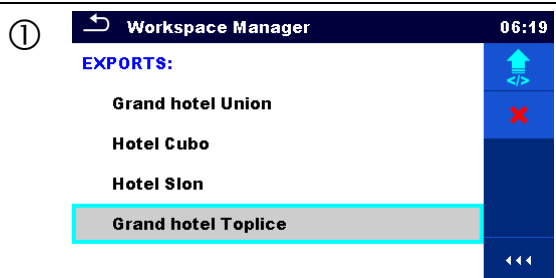 ①
Workspace Manager 06:19
EXPORTS:
</>
Grand hotel Union
Hotel Cubo
Hotel Slon
Grand hotel Toplice